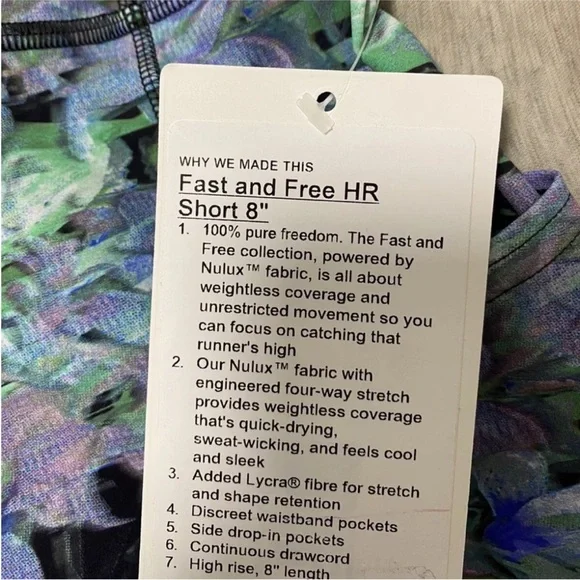 WHY WE MADE THIS
Fast and Free HR
Short 8"
1. 100% pure freedom. The Fast and
Free collection, powered by
Nulux™ fabric, is all about
weightless coverage and
unrestricted movement so you
can focus on catching that
runner's high
2. Our Nulux™ fabric with
engineered four-way stretch
provides weightless coverage
that's quick-drying,
sweat-wicking, and feels cool
and sleek
3. Added Lycra® fibre for stretch
and shape retention
4. Discreet waistband pockets
5. Side drop-in pockets
6. Continuous drawcord
7. High rise, 8" length